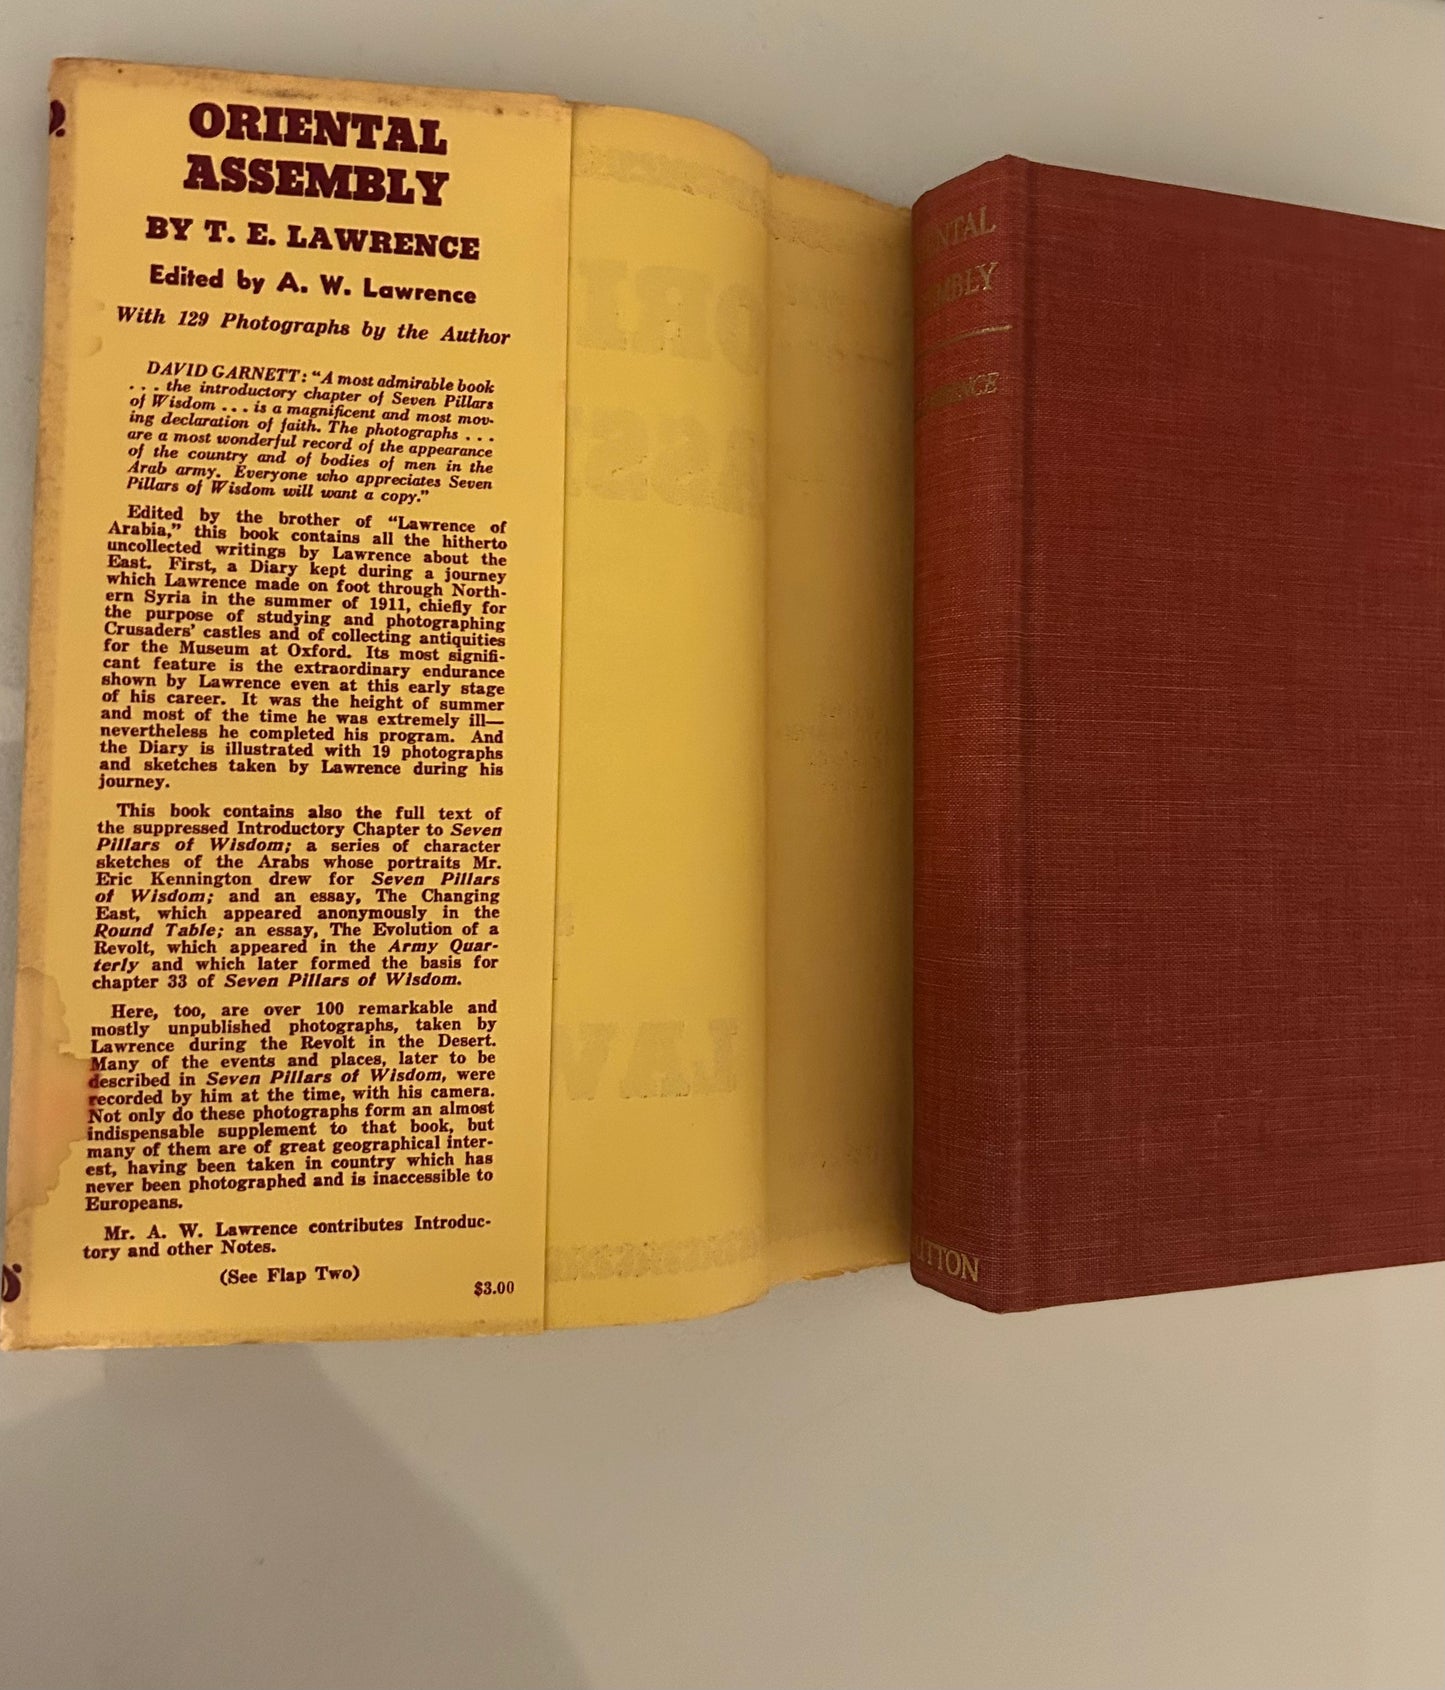 ORIENTAL
ASSEMBLY
BY T. E. LAWRENCE
Edited by A. W. Lawrence
With 129 Photographs by the Author
DAVID GARNETT: “A most admirable book
. . . the introductory chapter of Seven Pillars
of Wisdom . . . is a magnificent and most mov-
ing declaration of faith. The photographs . . .
are a most wonderful record of the appearance
of the country and of bodies of men in the
Arab army. Everyone who appreciates Seven
Pillars of Wisdom will want a copy.”
Edited by the brother of “Lawrence of
Arabia,” this book contains all the hitherto
uncollected writings by Lawrence about the
East. First, a Diary kept during a journey
which Lawrence made on foot through North-
ern Syria in the summer of 1911, chiefly for
the purpose of studying and photographing
Crusaders’ castles and of collecting antiquities
for the Museum at Oxford. Its most signifi-
cant feature is the extraordinary endurance
shown by Lawrence even at this early stage
of his career. It was the height of summer
and most of the time he was extremely ill—
nevertheless he completed his program. And
the Diary is illustrated with 19 photographs
and sketches taken by Lawrence during his
journey.
This book contains also the full text of
the suppressed Introductory Chapter to Seven
Pillars of Wisdom; a series of character
sketches of the Arabs whose portraits Mr.
Eric Kennington drew for Seven Pillars
of Wisdom; and an essay, The Changing
East, which appeared anonymously in the
Round Table; an essay, The Evolution of a
Revolt, which appeared in the Army Quar-
terly and which later formed the basis for
chapter 33 of Seven Pillars of Wisdom.
Here, too, are over 100 remarkable and
mostly unpublished photographs, taken by
Lawrence during the Revolt in the Desert.
Many of the events and places, later to be
described in Seven Pillars of Wisdom, were
recorded by him at the time, with his camera.
Not only do these photographs form an almost
indispensable supplement to that book, but
many of them are of great geographical inter-
est, having been taken in country which has
never been photographed and is inaccessible to
Europeans.
Mr. A. W. Lawrence contributes Introduc-
tory and other Notes.
(See Flap Two)
$3.00
ENTAL
MBLY
RENCE
TTON